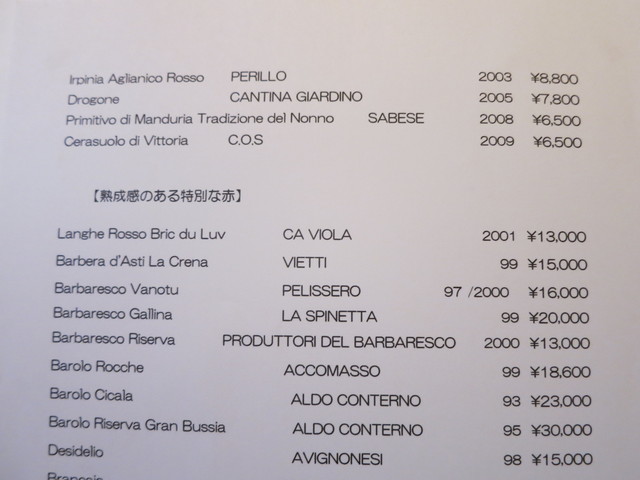 Irpinia Aglianico Rosso PERILLO 2003 ¥8,800
Drogone CANTINA GIARDINO 2005 ¥7,800
Primitivo di Manduria Tradizione del Nonno SABESE 2008 ¥6,500
Cerasuolo di Vittoria C.O.S 2009 ¥6,500
【熟成感のある特別な赤】
Langhe Rosso Bric du Luv CA VIOLA 2001 ¥13,000
Barbera d'Asti La Crena VIETTI 99 ¥15,000
Barbaresco Vanotu PELISSERO 97 /2000 ¥16,000
Barbaresco Gallina LA SPINETTA 99 ¥20,000
Barbaresco Riserva PRODUTTORI DEL BARBARESCO 2000 ¥13,000
Barolo Rocche ACCOMASSO 99 ¥18,600
Barolo Cicala ALDO CONTERNO 93 ¥23,000
Barolo Riserva Gran Bussia ALDO CONTERNO 95 ¥30,000
Desidelio AVIGNONESI 98 ¥15,000